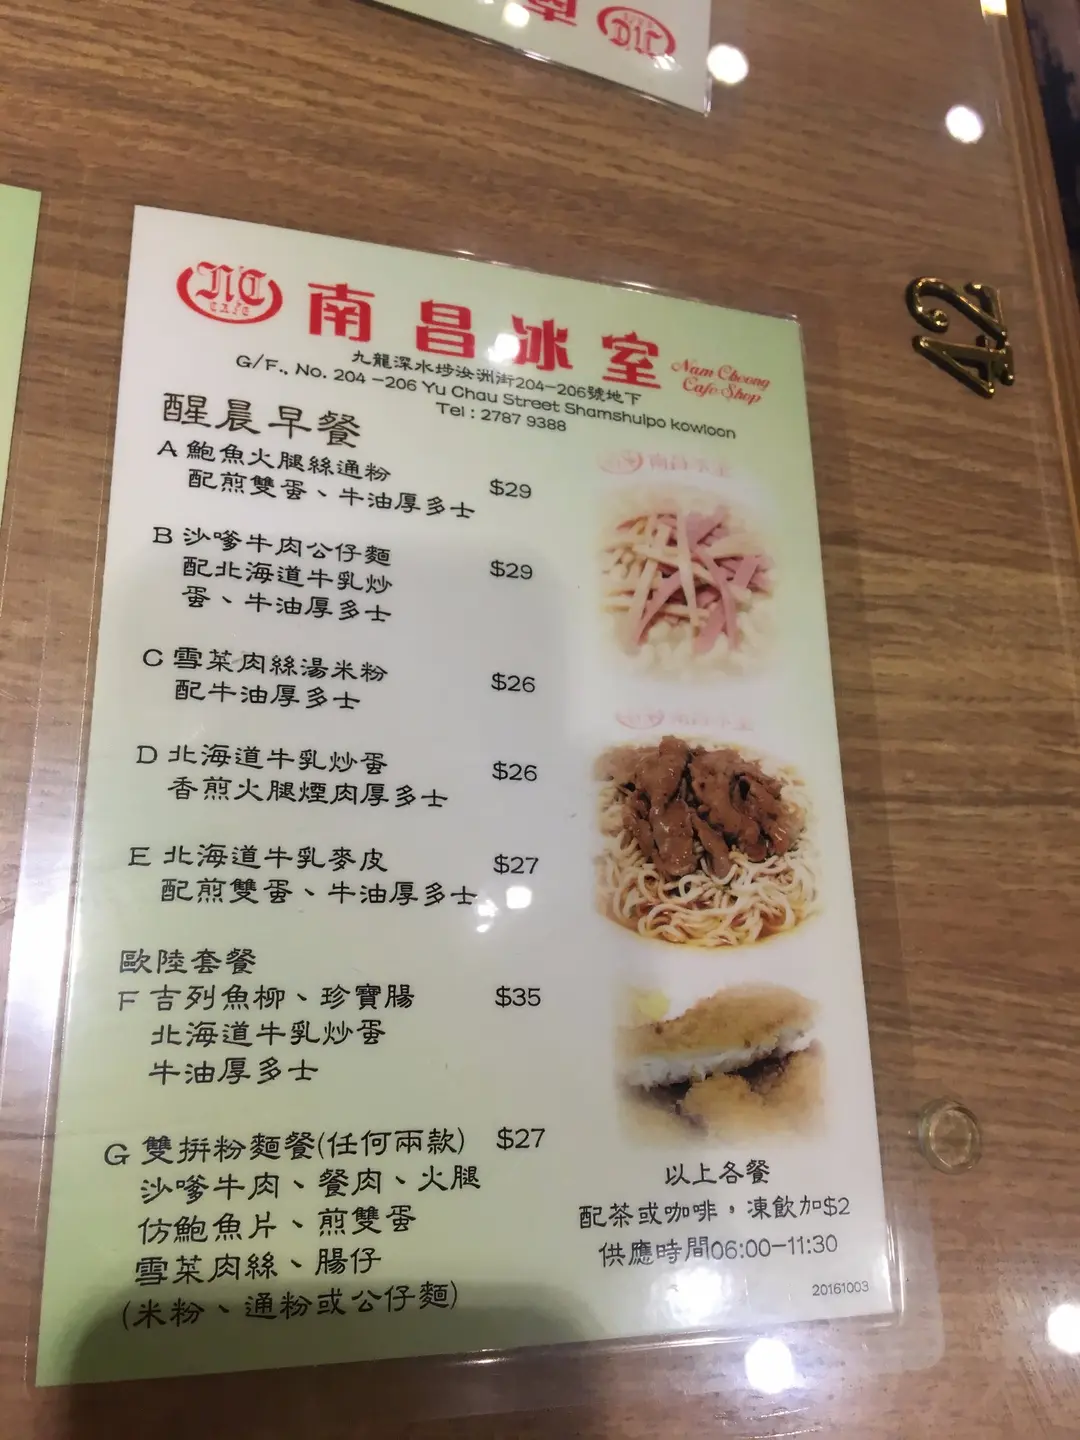 NC
CAFE
南昌冰室
Nam Cheong
Cafe Shop
九龍深水埗汝洲街204-206號地下
G/F., No. 204 -206 Yu Chau Street Shamshuipo kowloon
Tel : 2787 9388
醒晨早餐
A 鮑魚火腿絲通粉 $29
配煎雙蛋、牛油厚多士
B 沙嗲牛肉公仔麵 $29
配北海道牛乳炒
蛋、牛油厚多士
C 雪菜肉絲湯米粉 $26
配牛油厚多士
D 北海道牛乳炒蛋 $26
香煎火腿煙肉厚多士
E 北海道牛乳麥皮 $27
配煎雙蛋、牛油厚多士
歐陸套餐
F 吉列魚柳、珍寶腸 $35
北海道牛乳炒蛋
牛油厚多士
G 雙拼粉麵餐(任何兩款) $27
沙嗲牛肉、餐肉、火腿
仿鮑魚片、煎雙蛋
雪菜肉絲、腸仔
(米粉、通粉或公仔麵)
以上各餐
配茶或咖啡，凍飲加$2
供應時間06:00-11:30
20161003
42